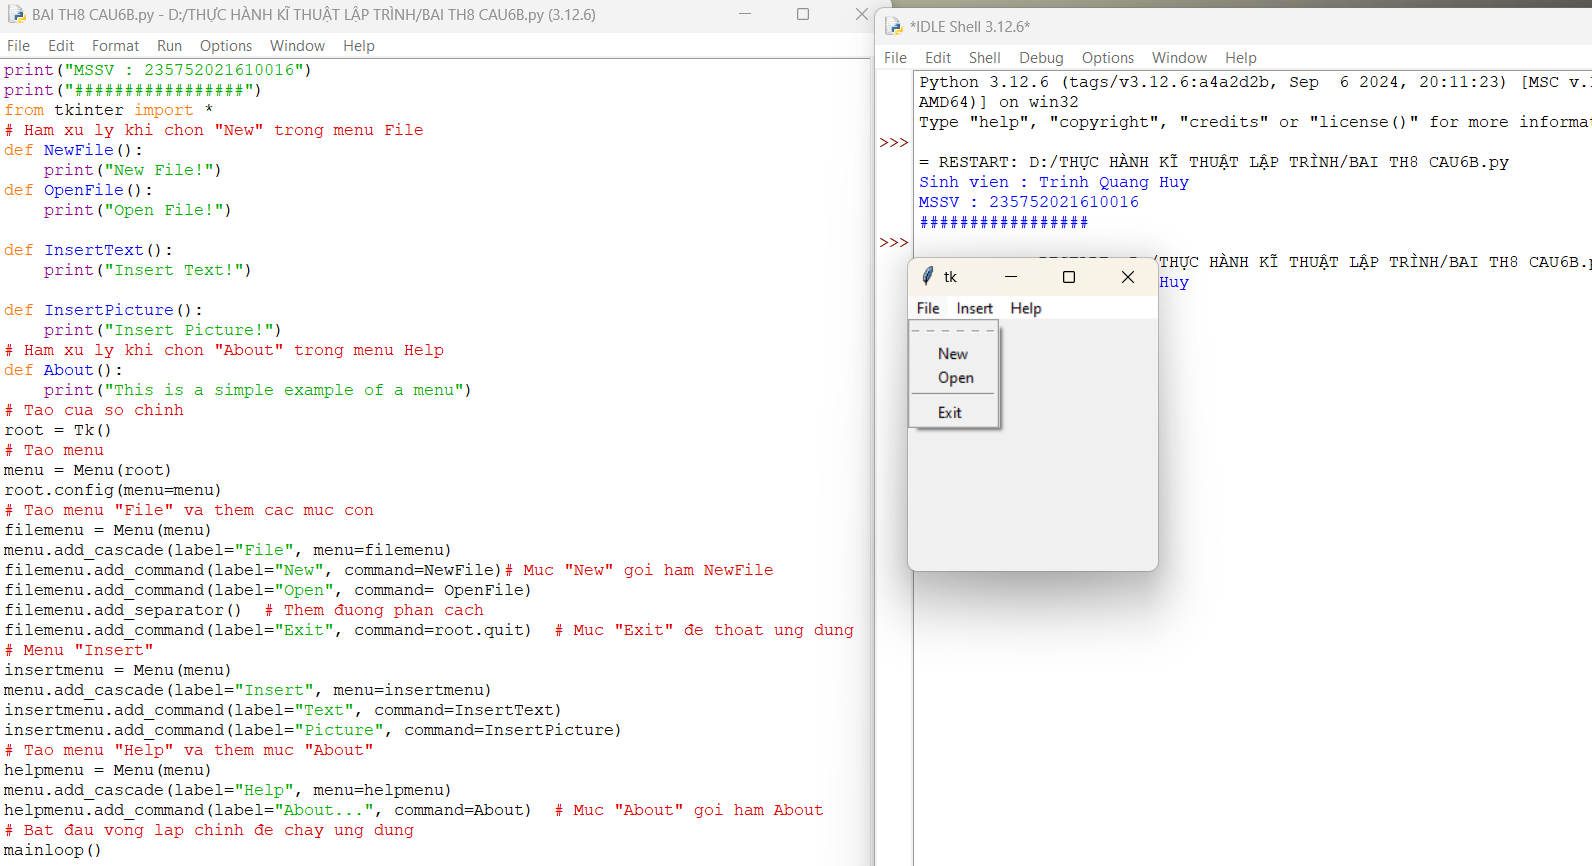 BAI TH8 CAU6B.py - D:/THỰC HÀNH KĨ THUẬT LẬP TRÌNH/BAI TH8 CAU6B.py (3.12.6)
File Edit Format Run Options Window Help
print("MSSV : 235752021610016")
print("#################")
from tkinter import *
# Ham xu ly khi chon "New" trong menu File
def NewFile():
    print("New File!")
def OpenFile():
    print("Open File!")
def InsertText():
    print("Insert Text!")
def InsertPicture():
    print("Insert Picture!")
# Ham xu ly khi chon "About" trong menu Help
def About():
    print("This is a simple example of a menu")
# Tao cua so chinh
root = Tk()
# Tao menu
menu = Menu(root)
root.config(menu=menu)
# Tao menu "File" va them cac muc con
filemenu = Menu(menu)
menu.add_cascade(label="File", menu=filemenu)
filemenu.add_command(label="New", command=NewFile)# Muc "New" goi ham NewFile
filemenu.add_command(label="Open", command= OpenFile)
filemenu.add_separator()  # Them đuong phan cach
filemenu.add_command(label="Exit", command=root.quit)  # Muc "Exit" đe thoat ung dung
# Menu "Insert"
insertmenu = Menu(menu)
menu.add_cascade(label="Insert", menu=insertmenu)
insertmenu.add_command(label="Text", command=InsertText)
insertmenu.add_command(label="Picture", command=InsertPicture)
# Tao menu "Help" va them muc "About"
helpmenu = Menu(menu)
menu.add_cascade(label="Help", menu=helpmenu)
helpmenu.add_command(label="About...", command=About)  # Muc "About" goi ham About
# Bat đau vong lap chinh đe chay ung dung
mainloop()
*IDLE Shell 3.12.6*
File Edit Shell Debug Options Window Help
Python 3.12.6 (tags/v3.12.6:a4a2d2b, Sep  6 2024, 20:11:23) [MSC v.
AMD64)] on win32
Type "help", "copyright", "credits" or "license()" for more
>>>
= RESTART: D:/THỰC HÀNH KĨ THUẬT LẬP TRÌNH/BAI TH8 CAU6B.py
Sinh vien : Trinh Quang Huy
MSSV : 235752021610016
#################
>>>
/THỰC HÀNH KĨ THUẬT LẬP TRÌNH/BAI TH8 CAU6B.
Huy
tk
File Insert Help
New
Open
Exit